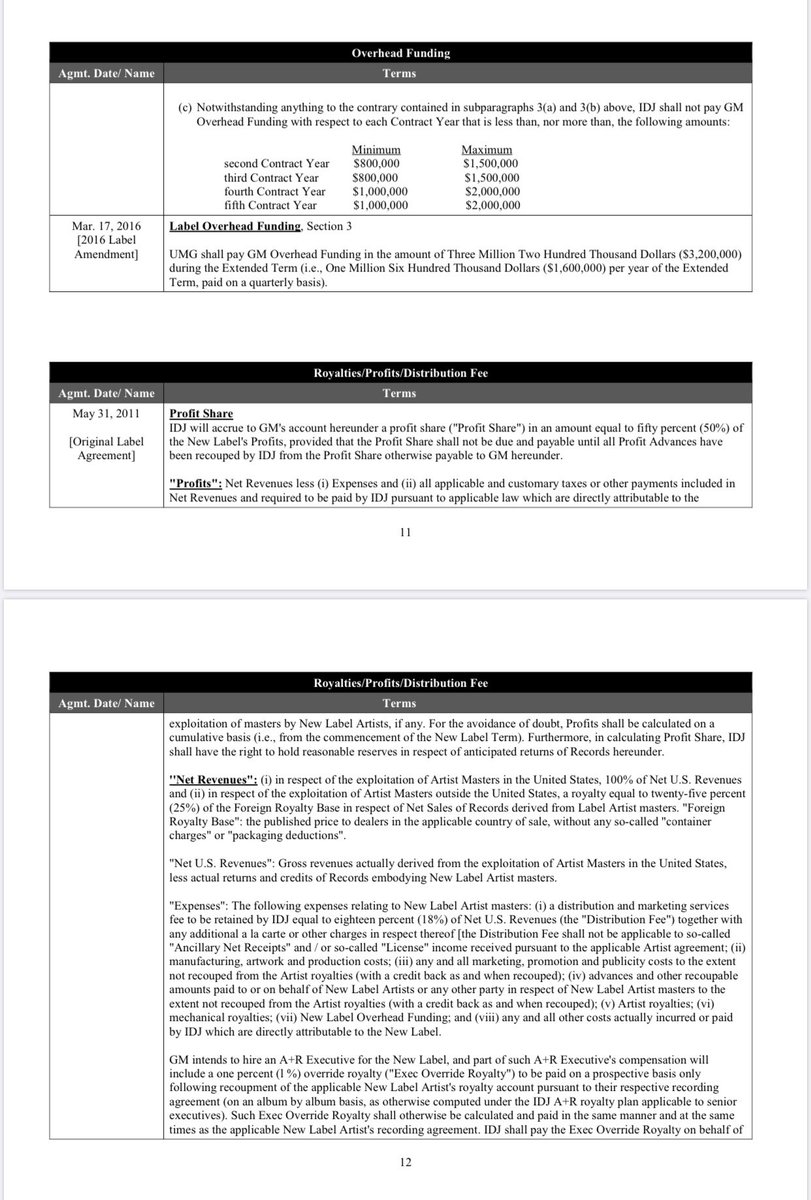 Overhead Funding
Agmt. Date/ Name Terms
(c) Notwithstanding anything to the contrary contained in subparagraphs 3(a) and 3(b) above, IDJ shall not pay GM
Overhead Funding with respect to each Contract Year that is less than, nor more than, the following amounts:
Minimum Maximum
second Contract Year $800,000 $1,500,000
third Contract Year $800,000 $1,500,000
fourth Contract Year $1,000,000 $2,000,000
fifth Contract Year $1,000,000 $2,000,000
Mar. 17, 2016
[2016 Label
Amendment]
Label Overhead Funding, Section 3
UMG shall pay GM Overhead Funding in the amount of Three Million Two Hundred Thousand Dollars ($3,200,000)
during the Extended Term (i.e., One Million Six Hundred Thousand Dollars ($1,600,000) per year of the Extended
Term, paid on a quarterly basis).
Royalties/Profits/Distribution Fee
Agmt. Date/ Name Terms
May 31, 2011
[Original Label
Agreement]
Profit Share
IDJ will accrue to GM's account hereunder a profit share ("Profit Share") in an amount equal to fifty percent (50%) of
the New Label's Profits, provided that the Profit Share shall not be due and payable until all Profit Advances have
been recouped by IDJ from the Profit Share otherwise payable to GM hereunder.
"Profits": Net Revenues less (i) Expenses and (ii) all applicable and customary taxes or other payments included in
Net Revenues and required to be paid by IDJ pursuant to applicable law which are directly attributable to the
11
Royalties/Profits/Distribution Fee
Agmt. Date/ Name Terms
exploitation of masters by New Label Artists, if any. For the avoidance of doubt, Profits shall be calculated on a
cumulative basis (i.e., from the commencement of the New Label Term). Furthermore, in calculating Profit Share, IDJ
shall have the right to hold reasonable reserves in respect of anticipated returns of Records hereunder.
"Net Revenues": (i) in respect of the exploitation of Artist Masters in the United States, 100% of Net U.S. Revenues
and (ii) in respect of the exploitation of Artist Masters outside the United States, a royalty equal to twenty-five percent
(25%) of the Foreign Royalty Base in respect of Net Sales of Records derived from Label Artist masters. "Foreign
Royalty Base": the published price to dealers in the applicable country of sale, without any so-called "container
charges" or "packaging deductions".
"Net U.S. Revenues": Gross revenues actually derived from the exploitation of Artist Masters in the United States,
less actual returns and credits of Records embodying New Label Artist masters.
"Expenses": The following expenses relating to New Label Artist masters: (i) a distribution and marketing services
fee to be retained by IDJ equal to eighteen percent (18%) of Net U.S. Revenues (the "Distribution Fee") together with
any additional a la carte or other charges in respect thereof [the Distribution Fee shall not be applicable to so-called
"Ancillary Net Receipts" and / or so-called "License" income received pursuant to the applicable Artist agreement; (ii)
manufacturing, artwork and production costs; (iii) any and all marketing, promotion and publicity costs to the extent
not recouped from the Artist royalties (with a credit back as and when recouped); (iv) advances and other recoupable
amounts paid to or on behalf of New Label Artists or any other party in respect of New Label Artist masters to the
extent not recouped from the Artist royalties (with a credit back as and when recouped); (v) Artist royalties; (vi)
mechanical royalties; (vii) New Label Overhead Funding; and (viii) any and all other costs actually incurred or paid
by IDJ which are directly attributable to the New Label.
GM intends to hire an A+R Executive for the New Label, and part of such A+R Executive's compensation will
include a one percent (1 %) override royalty ("Exec Override Royalty") to be paid on a prospective basis only
following recoupment of the applicable New Label Artist's royalty account pursuant to their respective recording
agreement (on an album by album basis, as otherwise computed under the IDJ A+R royalty plan applicable to senior
executives). Such Exec Override Royalty shall otherwise be calculated and paid in the same manner and at the same
times as the applicable New Label Artist's recording agreement. IDJ shall pay the Exec Override Royalty on behalf of
12